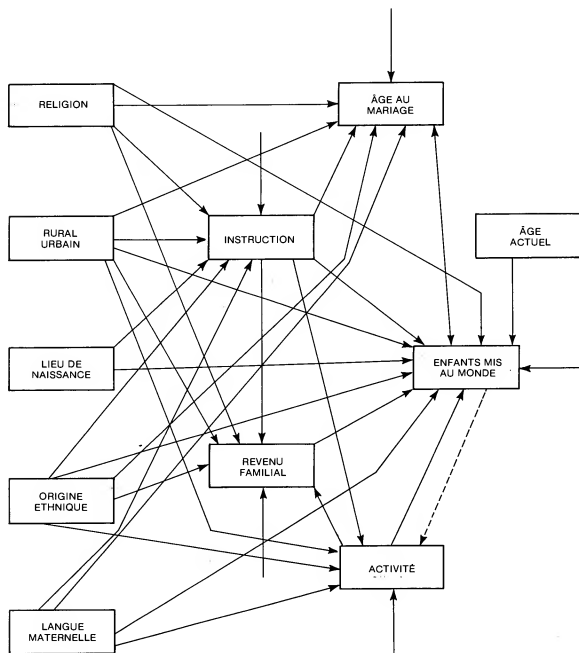 RELIGION
ÂGE AU
MARIAGE
RURAL
URBAIN
INSTRUCTION
ÂGE
ACTUEL
LIEU DE
NAISSANCE
ENFANTS MIS
AU MONDE
REVENU
FAMILIAL
ORIGINE
ETHNIQUE
ACTIVITÉ
LANGUE
MATERNELLE